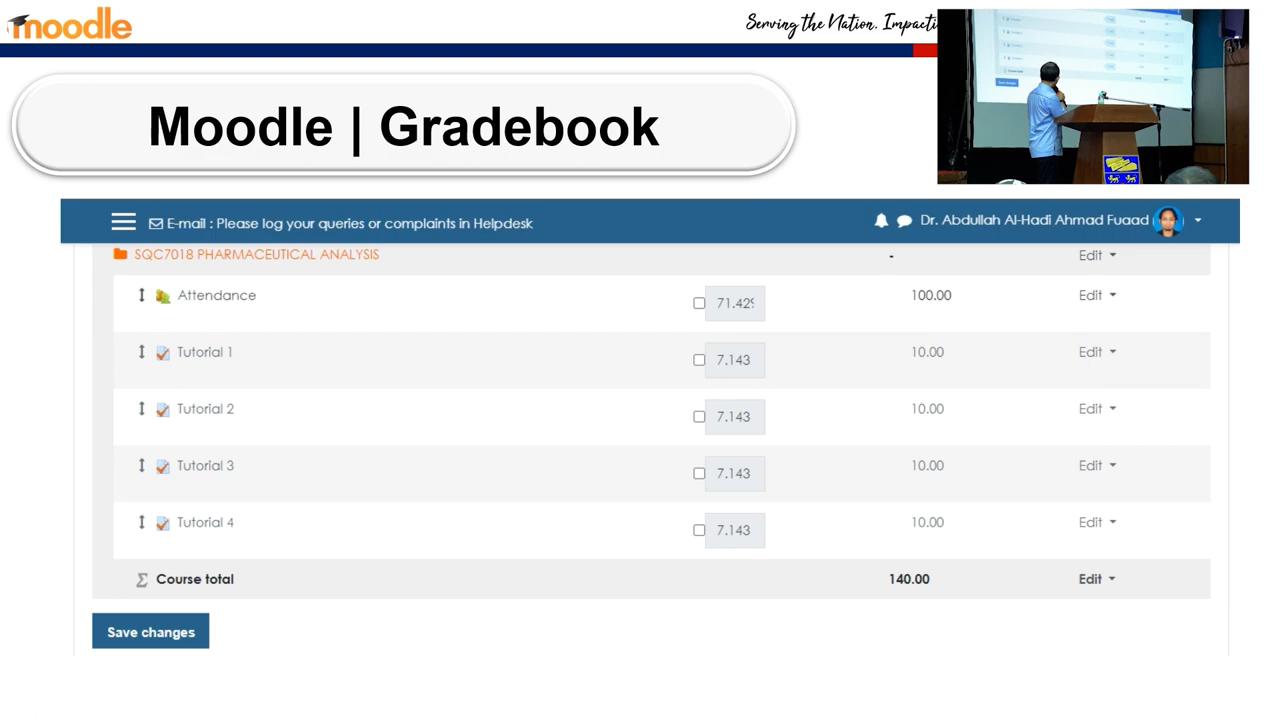 moodle
Serving the Nation. Impacti
Moodle | Gradebook
E-mail : Please log your queries or complaints in Helpdesk
Dr. Abdullah Al-Hadi Ahmad Fuaad
SQC7018 PHARMACEUTICAL ANALYSIS - Edit
Attendance 71.429 100.00 Edit
Tutorial 1 7.143 10.00 Edit
Tutorial 2 7.143 10.00 Edit
Tutorial 3 7.143 10.00 Edit
Tutorial 4 7.143 10.00 Edit
Σ Course total 140.00 Edit
Save changes